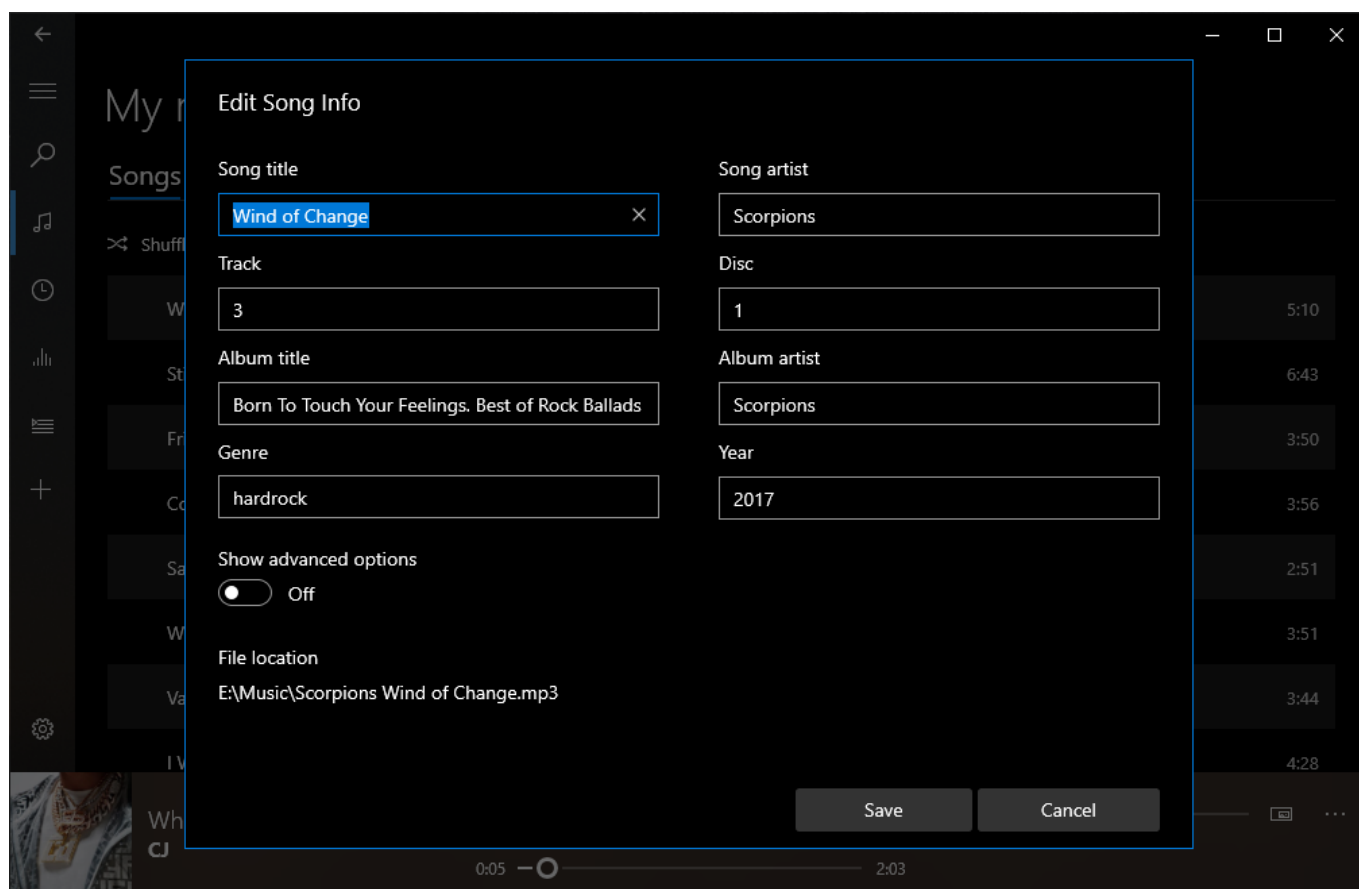 My
Edit Song Info
Songs
Song title
Song artist
Wind of Change
Scorpions
Track
Disc
3
1
5:10
Album title
Album artist
6:43
Born To Touch Your Feelings. Best of Rock Ballads
Scorpions
3:50
Genre
Year
hardrock
2017
3:56
Show advanced options
2:51
Off
3:51
File location
E:\Music\Scorpions Wind of Change.mp3
3:44
4:28
Save
Cancel
CJ
0:05
2:03